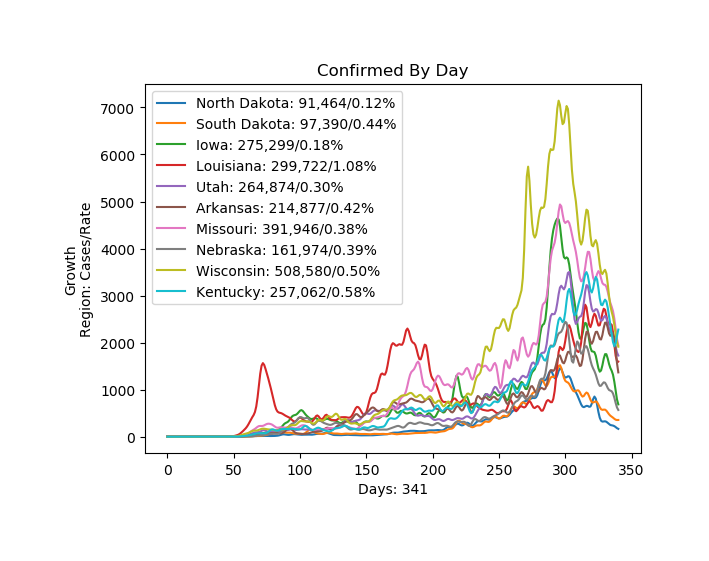 Confirmed By Day
7000
6000
5000
4000
3000
2000
1000
0
Growth
Region: Cases/Rate
North Dakota: 91,464/0.12%
South Dakota: 97,390/0.44%
Iowa: 275,299/0.18%
Louisiana: 299,722/1.08%
Utah: 264,874/0.30%
Arkansas: 214,877/0.42%
Missouri: 391,946/0.38%
Nebraska: 161,974/0.39%
Wisconsin: 508,580/0.50%
Kentucky: 257,062/0.58%
0 50 100 150 200 250 300 350
Days: 341